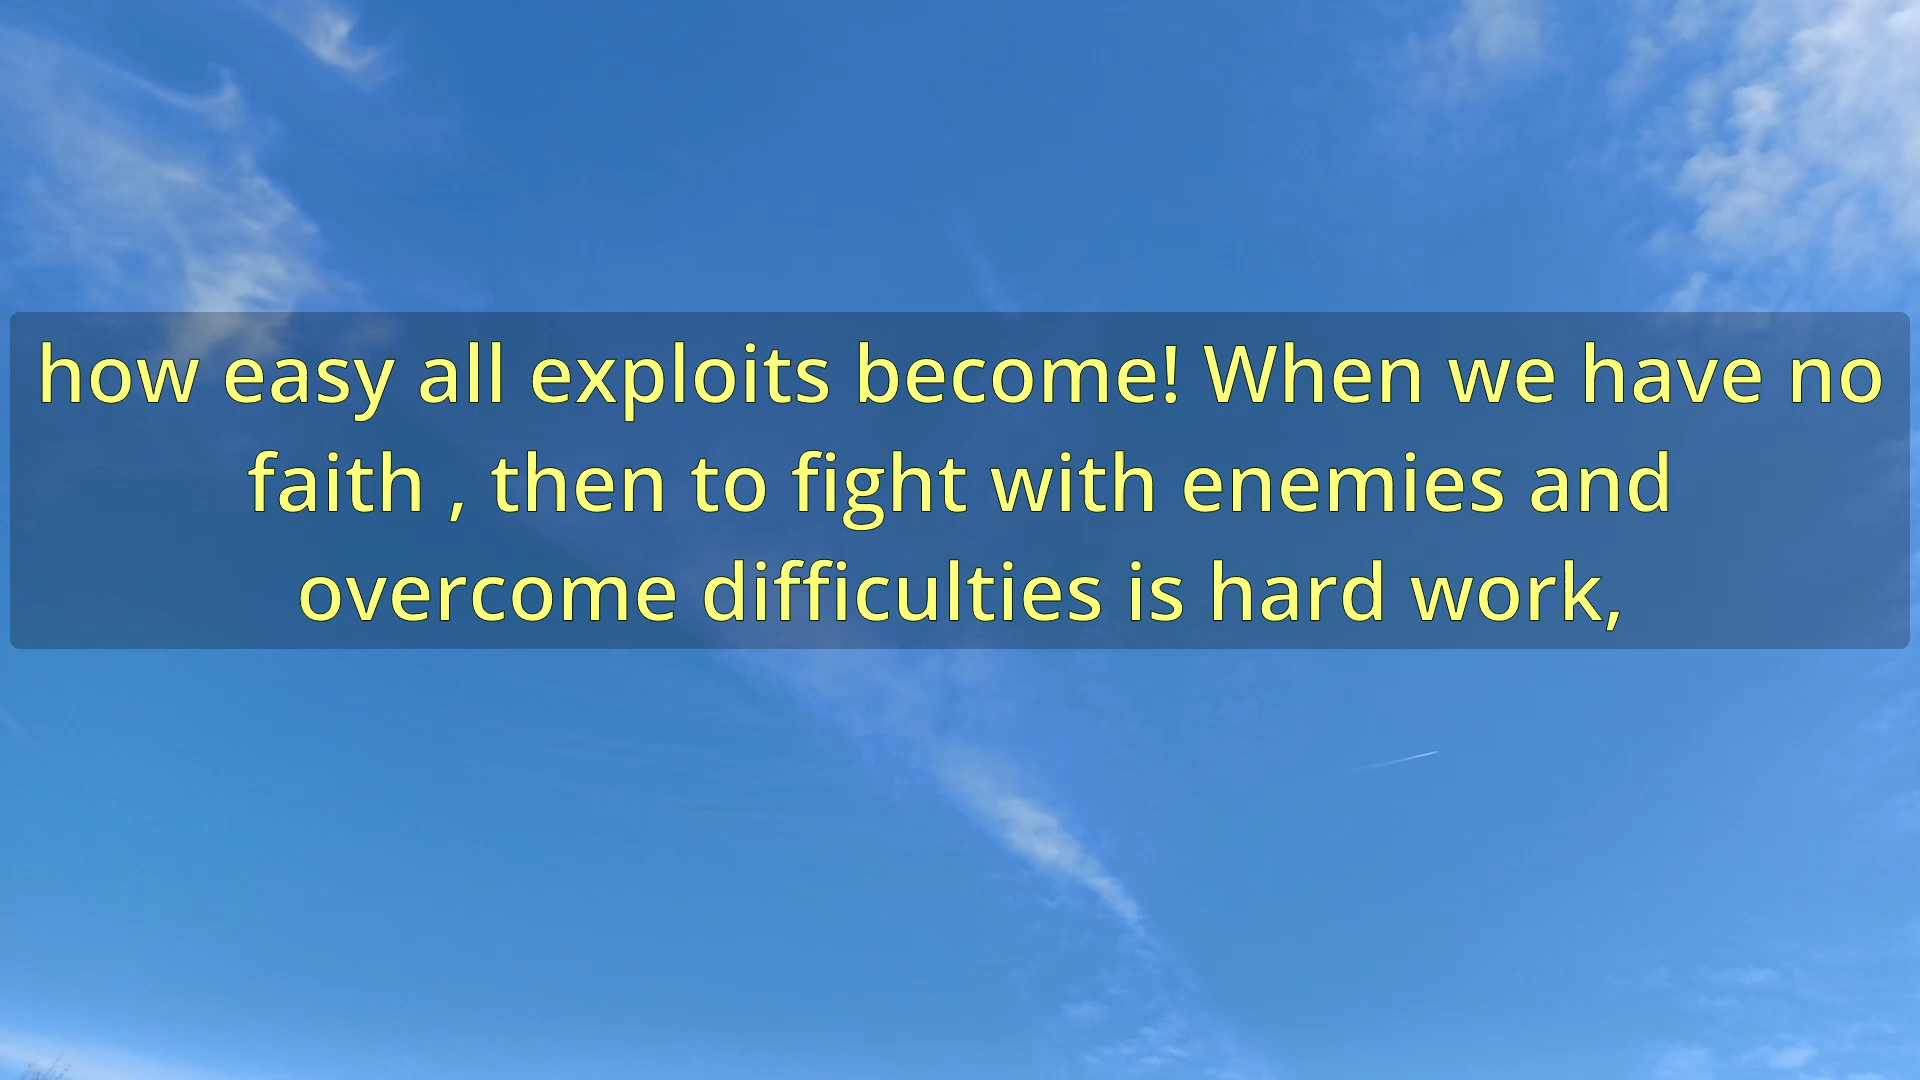 how easy all exploits become! When we have no
faith , then to fight with enemies and
overcome difficulties is hard work,